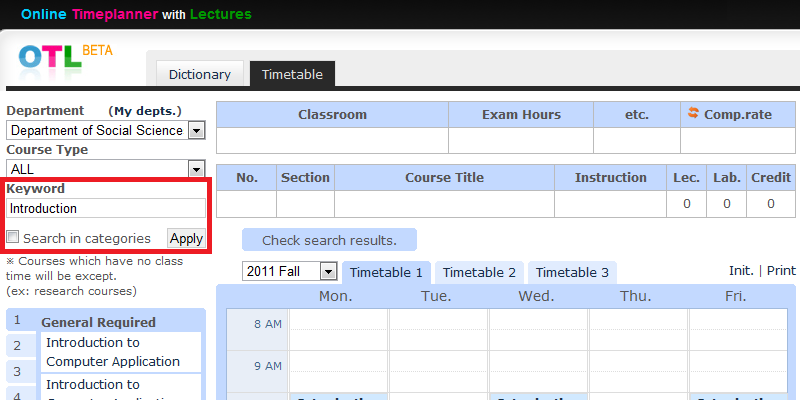 Online Timeplanner with Lectures
OTL BETA
Dictionary
Timetable
Department (My depts.)
Department of Social Science
Course Type
ALL
Keyword
Introduction
Search in categories
Apply
※ Courses which have no class
time will be except.
(ex: research courses)
1
2
3
4
General Required
Introduction to
Computer Application
Introduction to
Classroom Exam Hours etc. Comp.rate
No. Section Course Title Instruction Lec. Lab. Credit
0 0 0
Check search results.
2011 Fall
Timetable 1
Timetable 2
Timetable 3
Init. | Print
Mon. Tue. Wed. Thu. Fri.
8 AM
9 AM